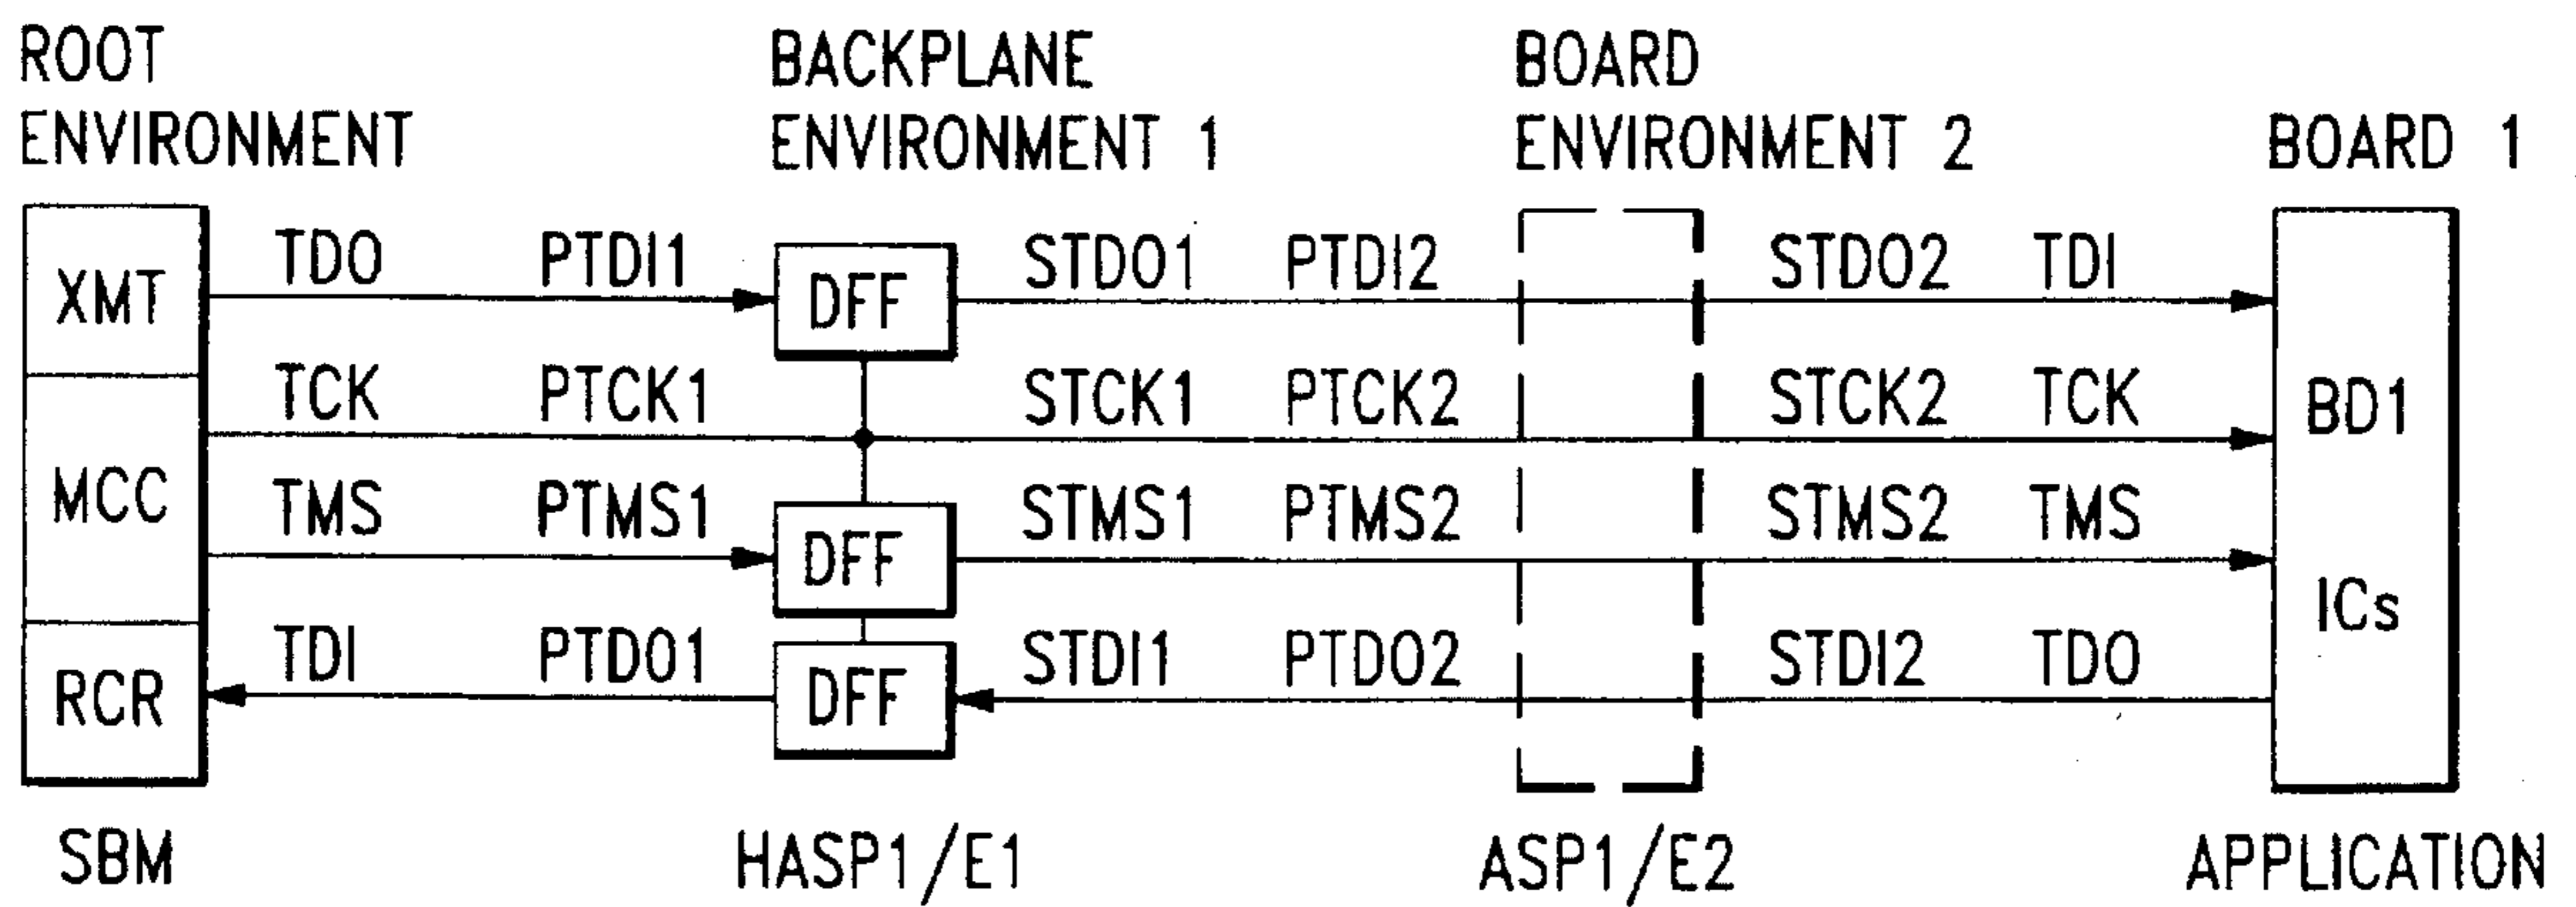 ROOT
ENVIRONMENT
BACKPLANE
ENVIRONMENT 1
BOARD
ENVIRONMENT 2
BOARD 1
XMT
TDO PTDI1 DFF STDO1 PTDI2 STDO2 TDI
TCK PTCK1 STCK1 PTCK2 STCK2 TCK
BD1
MCC
TMS PTMS1 DFF STMS1 PTMS2 STMS2 TMS
ICs
RCR
TDI PTDO1 DFF STDI1 PTDO2 STDI2 TDO
SBM HASP1/E1 ASP1/E2 APPLICATION